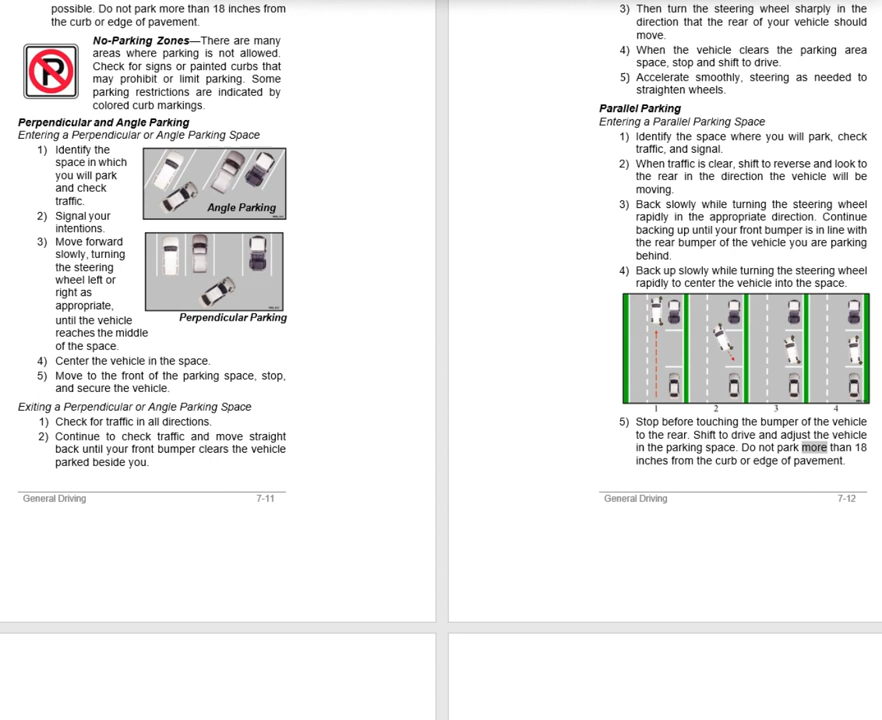 possible. Do not park more than 18 inches from
the curb or edge of pavement.
No-Parking Zones—There are many
areas where parking is not allowed.
Check for signs or painted curbs that
may prohibit or limit parking. Some
parking restrictions are indicated by
colored curb markings.
Perpendicular and Angle Parking
Entering a Perpendicular or Angle Parking Space
1) Identify the
space in which
you will park
and check
traffic.
2) Signal your
intentions.
3) Move forward
slowly, turning
the steering
wheel left or
right as
appropriate,
until the vehicle
reaches the middle
of the space.
Angle Parking
Perpendicular Parking
4) Center the vehicle in the space.
5) Move to the front of the parking space, stop,
and secure the vehicle.
Exiting a Perpendicular or Angle Parking Space
1) Check for traffic in all directions.
2) Continue to check traffic and move straight
back until your front bumper clears the vehicle
parked beside you.
General Driving 7-11
3) Then turn the steering wheel sharply in the
direction that the rear of your vehicle should
move.
4) When the vehicle clears the parking area
space, stop and shift to drive.
5) Accelerate smoothly, steering as needed to
straighten wheels.
Parallel Parking
Entering a Parallel Parking Space
1) Identify the space where you will park, check
traffic, and signal.
2) When traffic is clear, shift to reverse and look to
the rear in the direction the vehicle will be
moving.
3) Back slowly while turning the steering wheel
rapidly in the appropriate direction. Continue
backing up until your front bumper is in line with
the rear bumper of the vehicle you are parking
behind.
4) Back up slowly while turning the steering wheel
rapidly to center the vehicle into the space.
1 2 3 4
5) Stop before touching the bumper of the vehicle
to the rear. Shift to drive and adjust the vehicle
in the parking space. Do not park more than 18
inches from the curb or edge of pavement.
General Driving 7-12